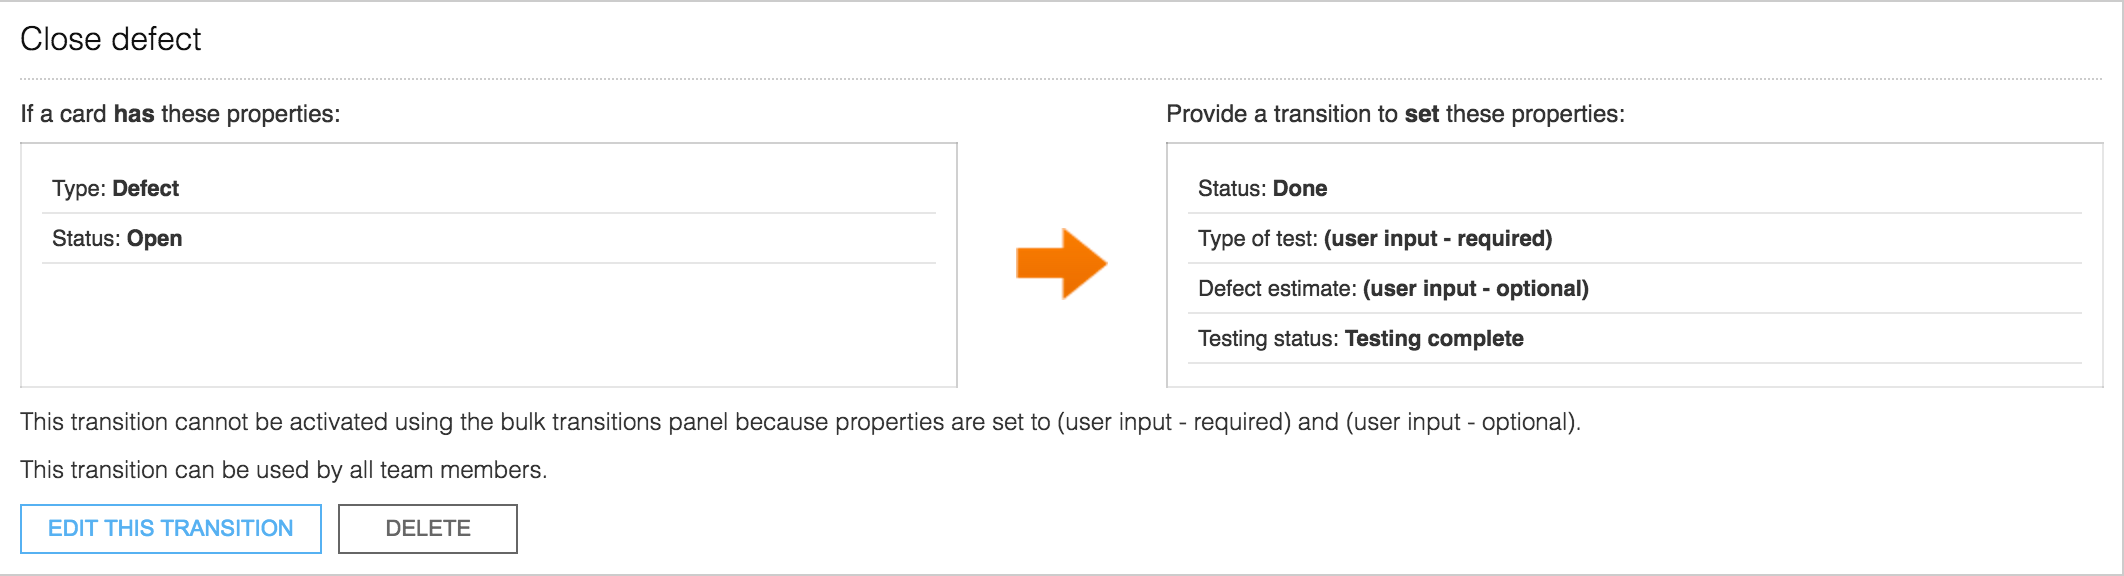 Close defect
If a card has these properties:
Type: Defect
Status: Open
Provide a transition to set these properties:
Status: Done
Type of test: (user input - required)
Defect estimate: (user input - optional)
Testing status: Testing complete
This transition cannot be activated using the bulk transitions panel because properties are set to (user input - required) and (user input - optional).
This transition can be used by all team members.
EDIT THIS TRANSITION
DELETE